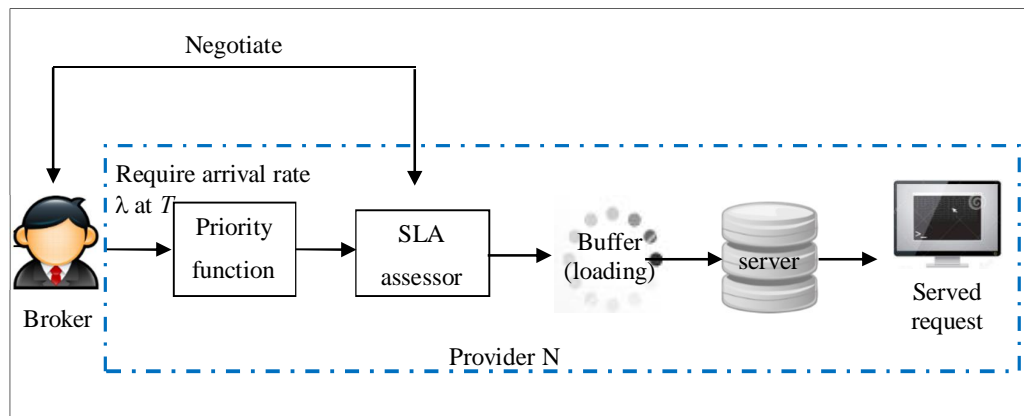 Negotiate
Require arrival rate
λ at T
Priority
function
SLA
assessor
Buffer
(loading)
server
>_
Served
request
Broker
Provider N